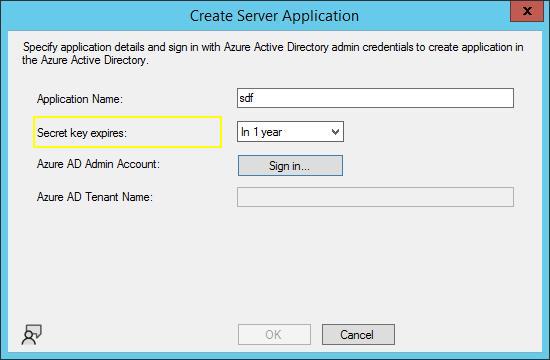 Create Server Application
x
Specify application details and sign in with Azure Active Directory admin credentials to create application in
the Azure Active Directory.
Application Name:
sdf
Secret key expires:
In 1 year
Azure AD Admin Account:
Sign in...
Azure AD Tenant Name:
OK
Cancel